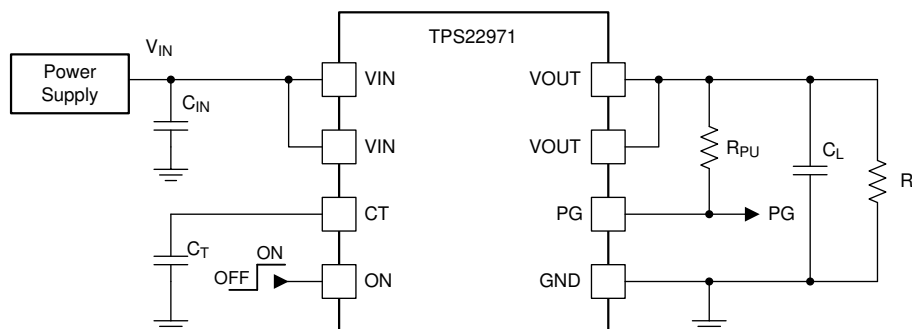 TPS22971
V_IN
Power
Supply
VIN
VOUT
C_IN
VIN
VOUT
R_PU
C_L
R
CT
PG
PG
C_T
ON
OFF
ON
GND